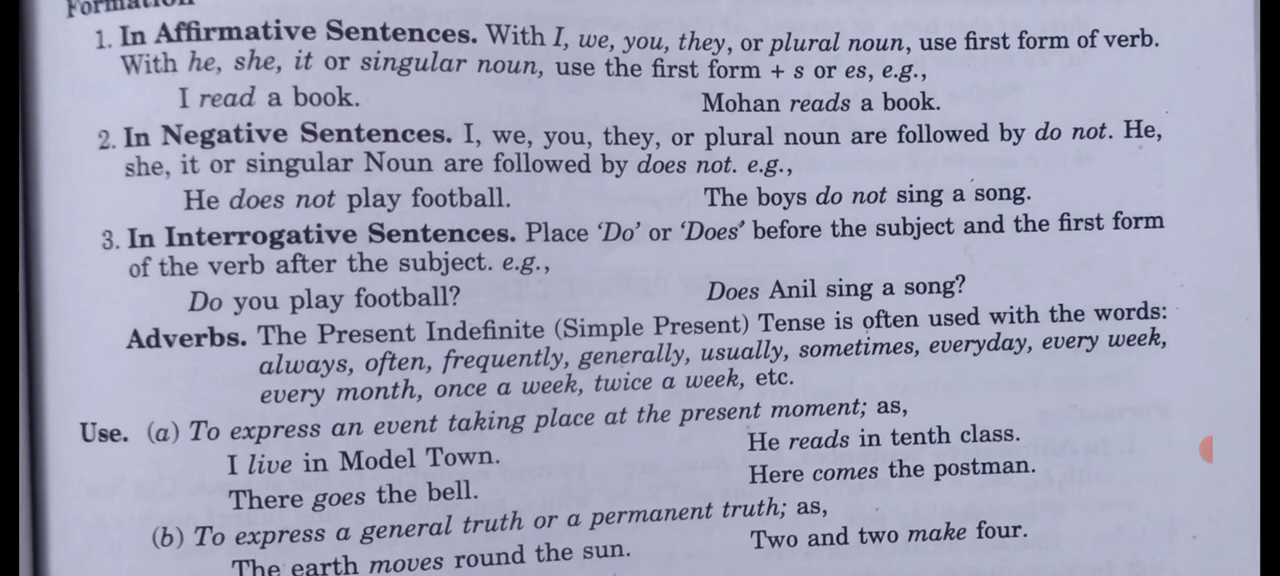 Formation
1. In Affirmative Sentences. With I, we, you, they, or plural noun, use first form of verb.
With he, she, it or singular noun, use the first form + s or es, e.g.,
I read a book. Mohan reads a book.
2. In Negative Sentences. I, we, you, they, or plural noun are followed by do not. He,
she, it or singular Noun are followed by does not. e.g.,
He does not play football. The boys do not sing a song.
3. In Interrogative Sentences. Place ‘Do’ or ‘Does’ before the subject and the first form
of the verb after the subject. e.g.,
Do you play football? Does Anil sing a song?
Adverbs. The Present Indefinite (Simple Present) Tense is often used with the words:
always, often, frequently, generally, usually, sometimes, everyday, every week,
every month, once a week, twice a week, etc.
Use. (a) To express an event taking place at the present moment; as,
I live in Model Town. He reads in tenth class.
There goes the bell. Here comes the postman.
(b) To express a general truth or a permanent truth; as,
The earth moves round the sun. Two and two make four.